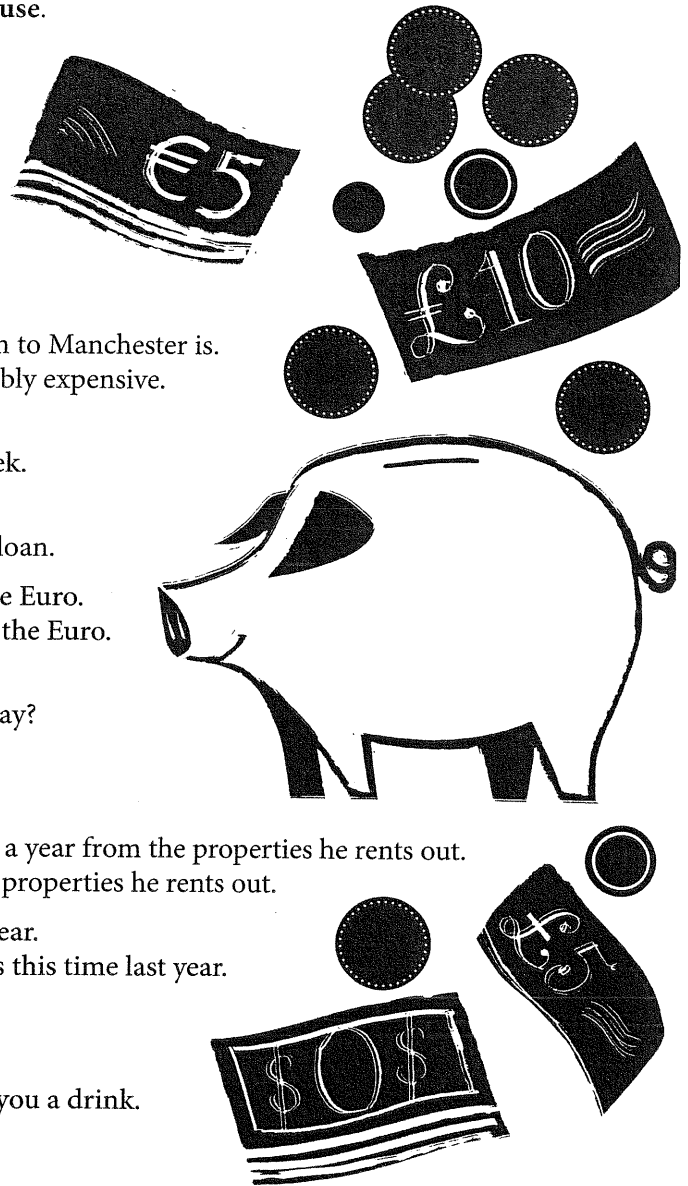 use.
€5
£10
n to Manchester is.
bly expensive.
ek.
loan.
e Euro.
the Euro.
ay?
a year from the properties he rents out.
properties he rents out.
ear.
s this time last year.
£5
$0$
you a drink.